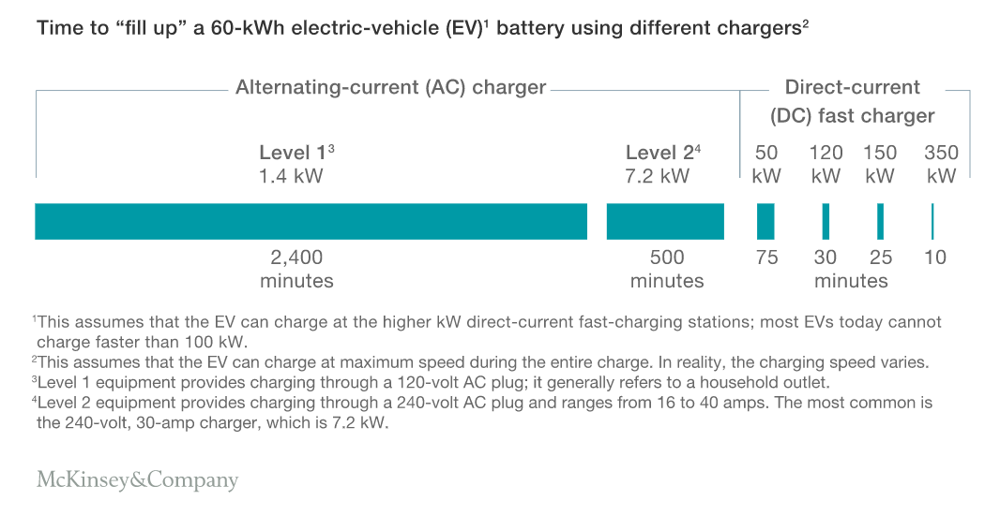 Time to “fill up” a 60-kWh electric-vehicle (EV)¹ battery using different chargers²
Alternating-current (AC) charger
Direct-current
(DC) fast charger
Level 1³
1.4 kW
Level 2⁴
7.2 kW
50 kW
120 kW
150 kW
350 kW
2,400
minutes
500
minutes
75 30 25 10
minutes
¹This assumes that the EV can charge at the higher kW direct-current fast-charging stations; most EVs today cannot
charge faster than 100 kW.
²This assumes that the EV can charge at maximum speed during the entire charge. In reality, the charging speed varies.
³Level 1 equipment provides charging through a 120-volt AC plug; it generally refers to a household outlet.
⁴Level 2 equipment provides charging through a 240-volt AC plug and ranges from 16 to 40 amps. The most common is
the 240-volt, 30-amp charger, which is 7.2 kW.
McKinsey&Company